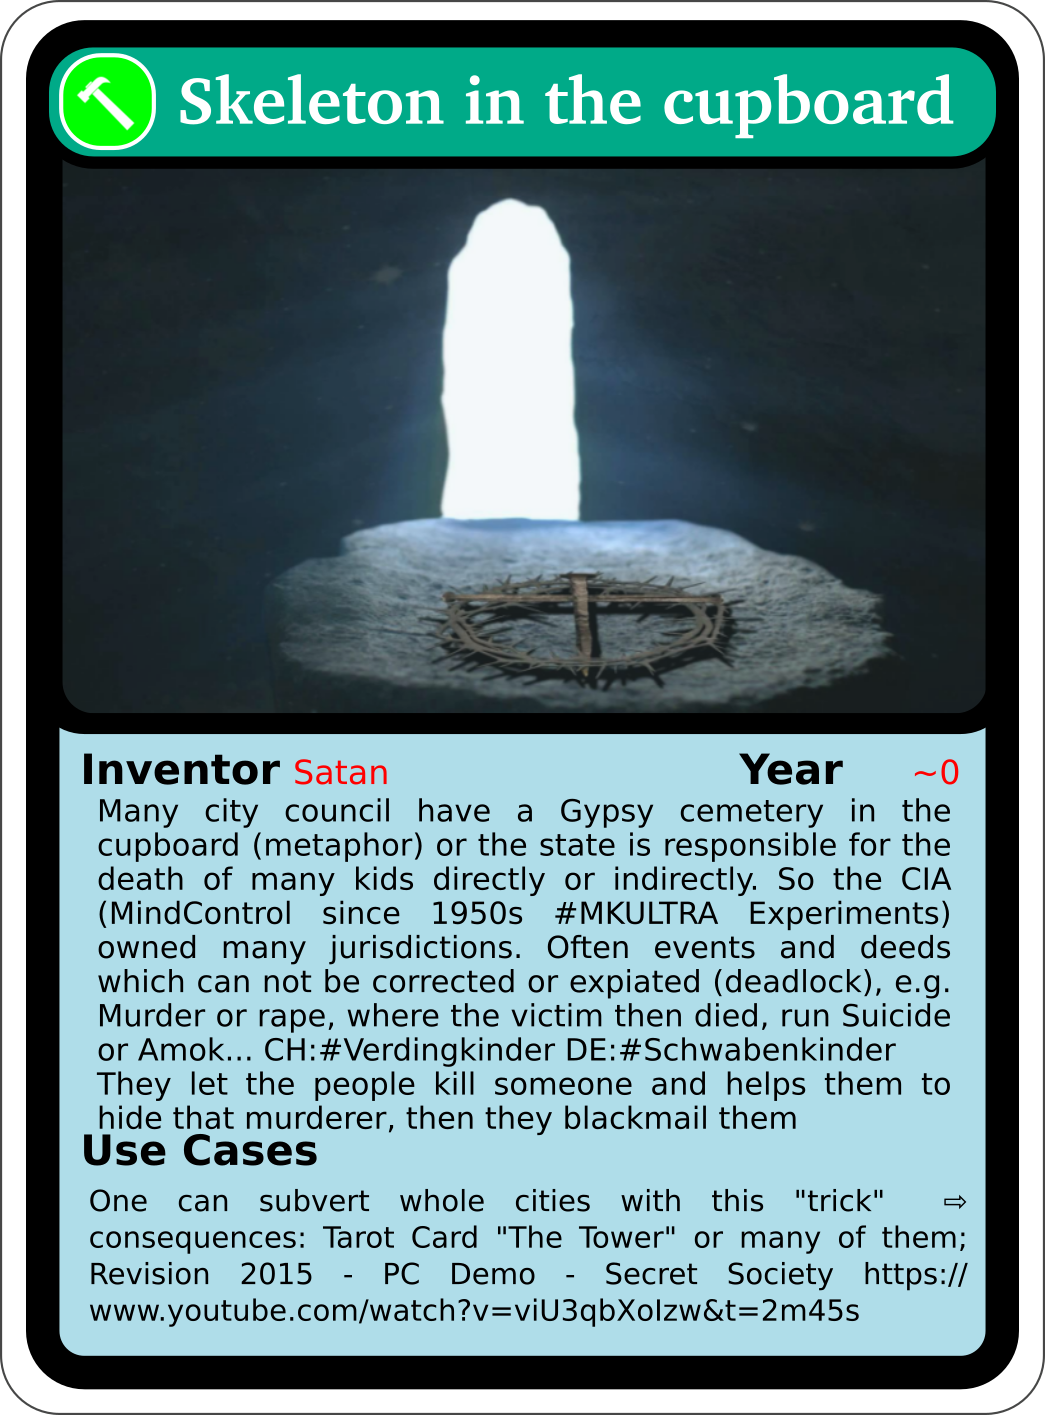 Skeleton in the cupboard
Inventor Satan Year ~0
Many city council have a Gypsy cemetery in the
cupboard (metaphor) or the state is responsible for the
death of many kids directly or indirectly. So the CIA
(MindControl since 1950s #MKULTRA Experiments)
owned many jurisdictions. Often events and deeds
which can not be corrected or expiated (deadlock), e.g.
Murder or rape, where the victim then died, run Suicide
or Amok... CH:#Verdingkinder DE:#Schwabenkinder
They let the people kill someone and helps them to
hide that murderer, then they blackmail them
Use Cases
One can subvert whole cities with this "trick" ⇨
consequences: Tarot Card "The Tower" or many of them;
Revision 2015 - PC Demo - Secret Society https://
www.youtube.com/watch?v=viU3qbXoIzw&t=2m45s